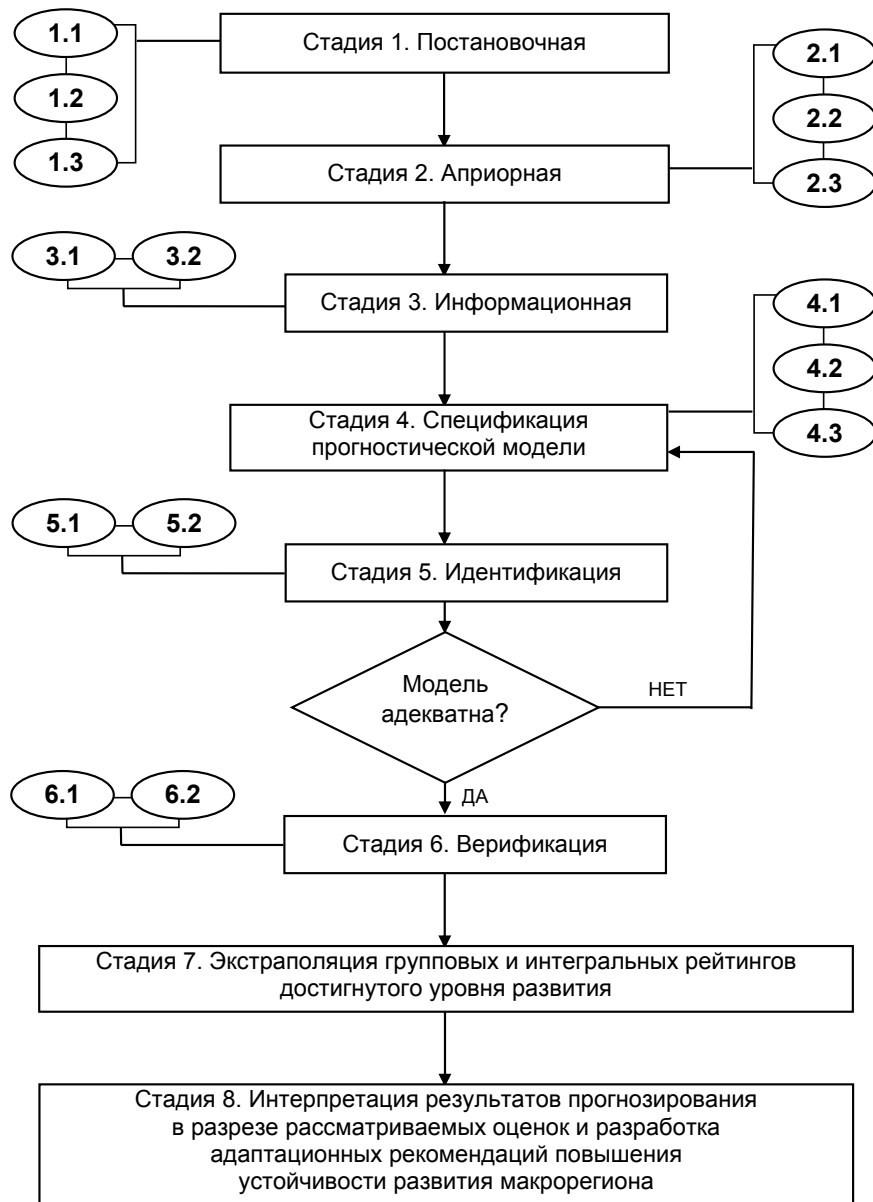 1.1
Стадия 1. Постановочная
2.1
1.2
2.2
1.3
Стадия 2. Априорная
2.3
3.1
3.2
Стадия 3. Информационная
4.1
4.2
Стадия 4. Спецификация
прогностической модели
4.3
5.1
5.2
Стадия 5. Идентификация
Модель
адекватна?
НЕТ
ДА
6.1
6.2
Стадия 6. Верификация
Стадия 7. Экстраполяция групповых и интегральных рейтингов
достигнутого уровня развития
Стадия 8. Интерпретация результатов прогнозирования
в разрезе рассматриваемых оценок и разработка
адаптационных рекомендаций повышения
устойчивости развития макрорегиона